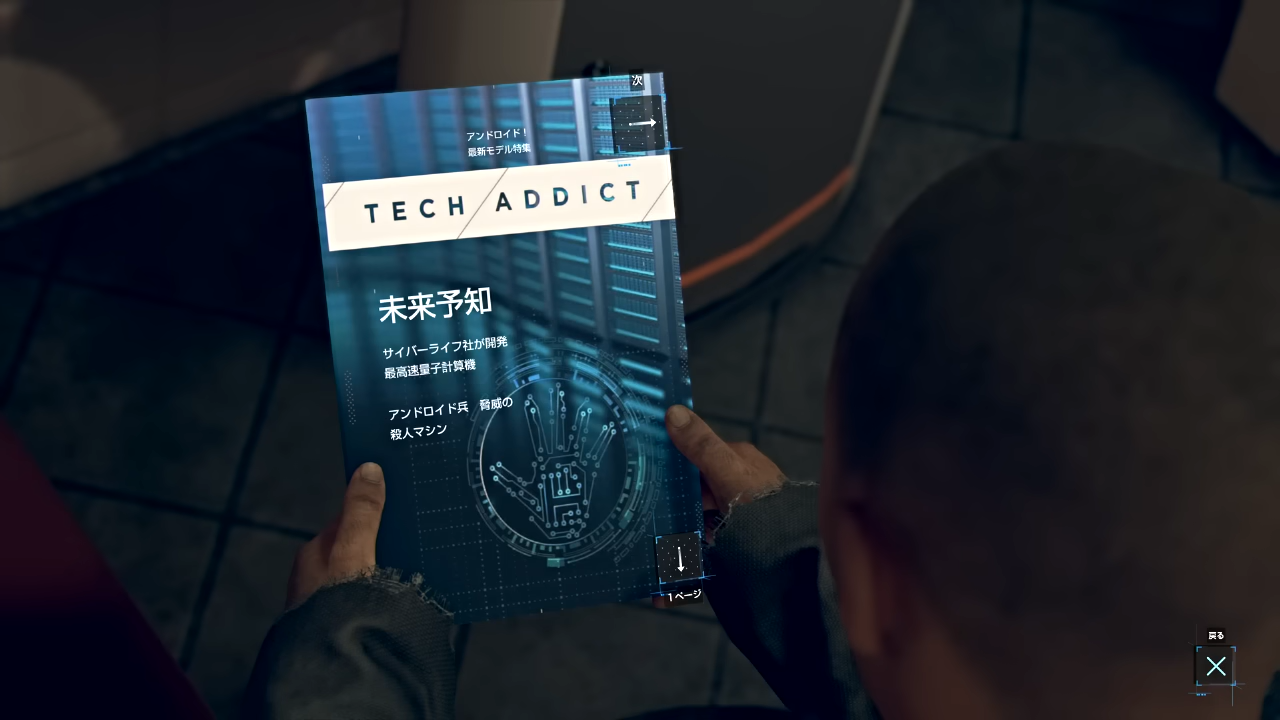 次
アンドロイド！
最新モデル特集
TECH ADDICT
未来予知
サイバーライフ社が開発
最高速量子計算機
アンドロイド兵　脅威の
殺人マシン
1ページ
戻る